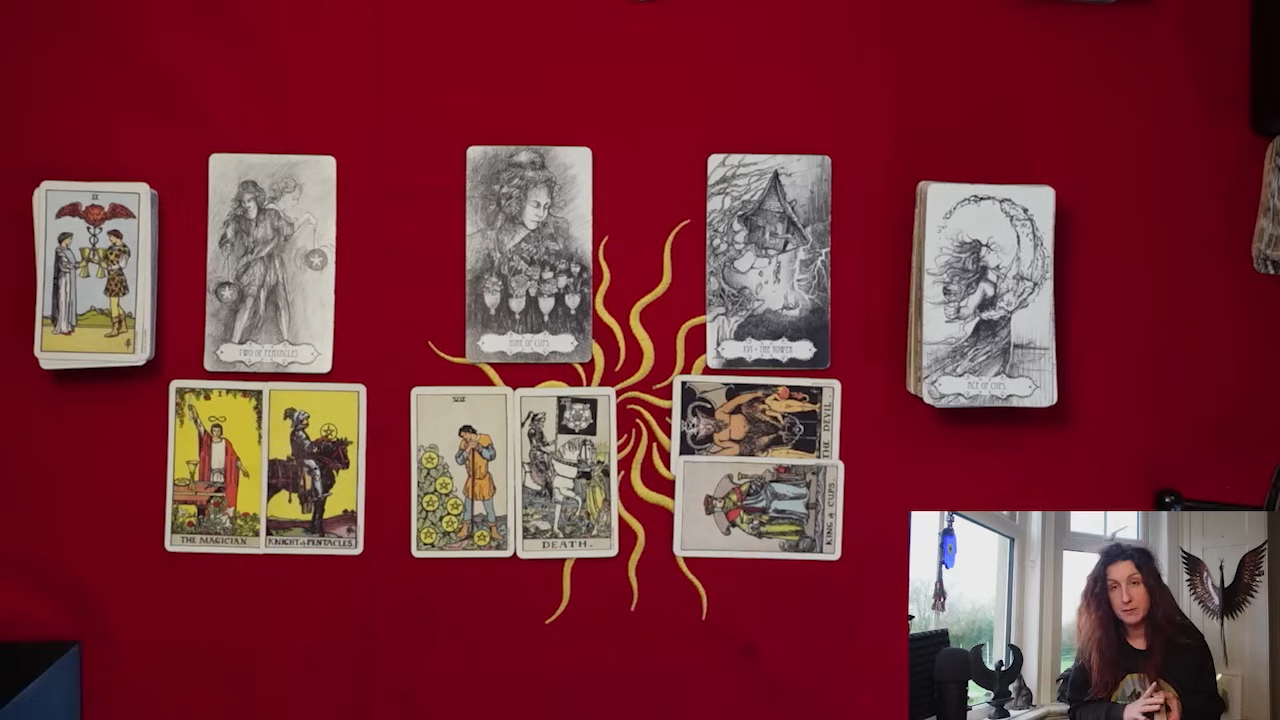 II
TWO OF PENTACLES
NINE OF CUPS
XVI • THE TOWER
ACE OF CUPS
THE MAGICIAN
KNIGHT of PENTACLES
VII
DEATH.
THE DEVIL.
KING of CUPS.